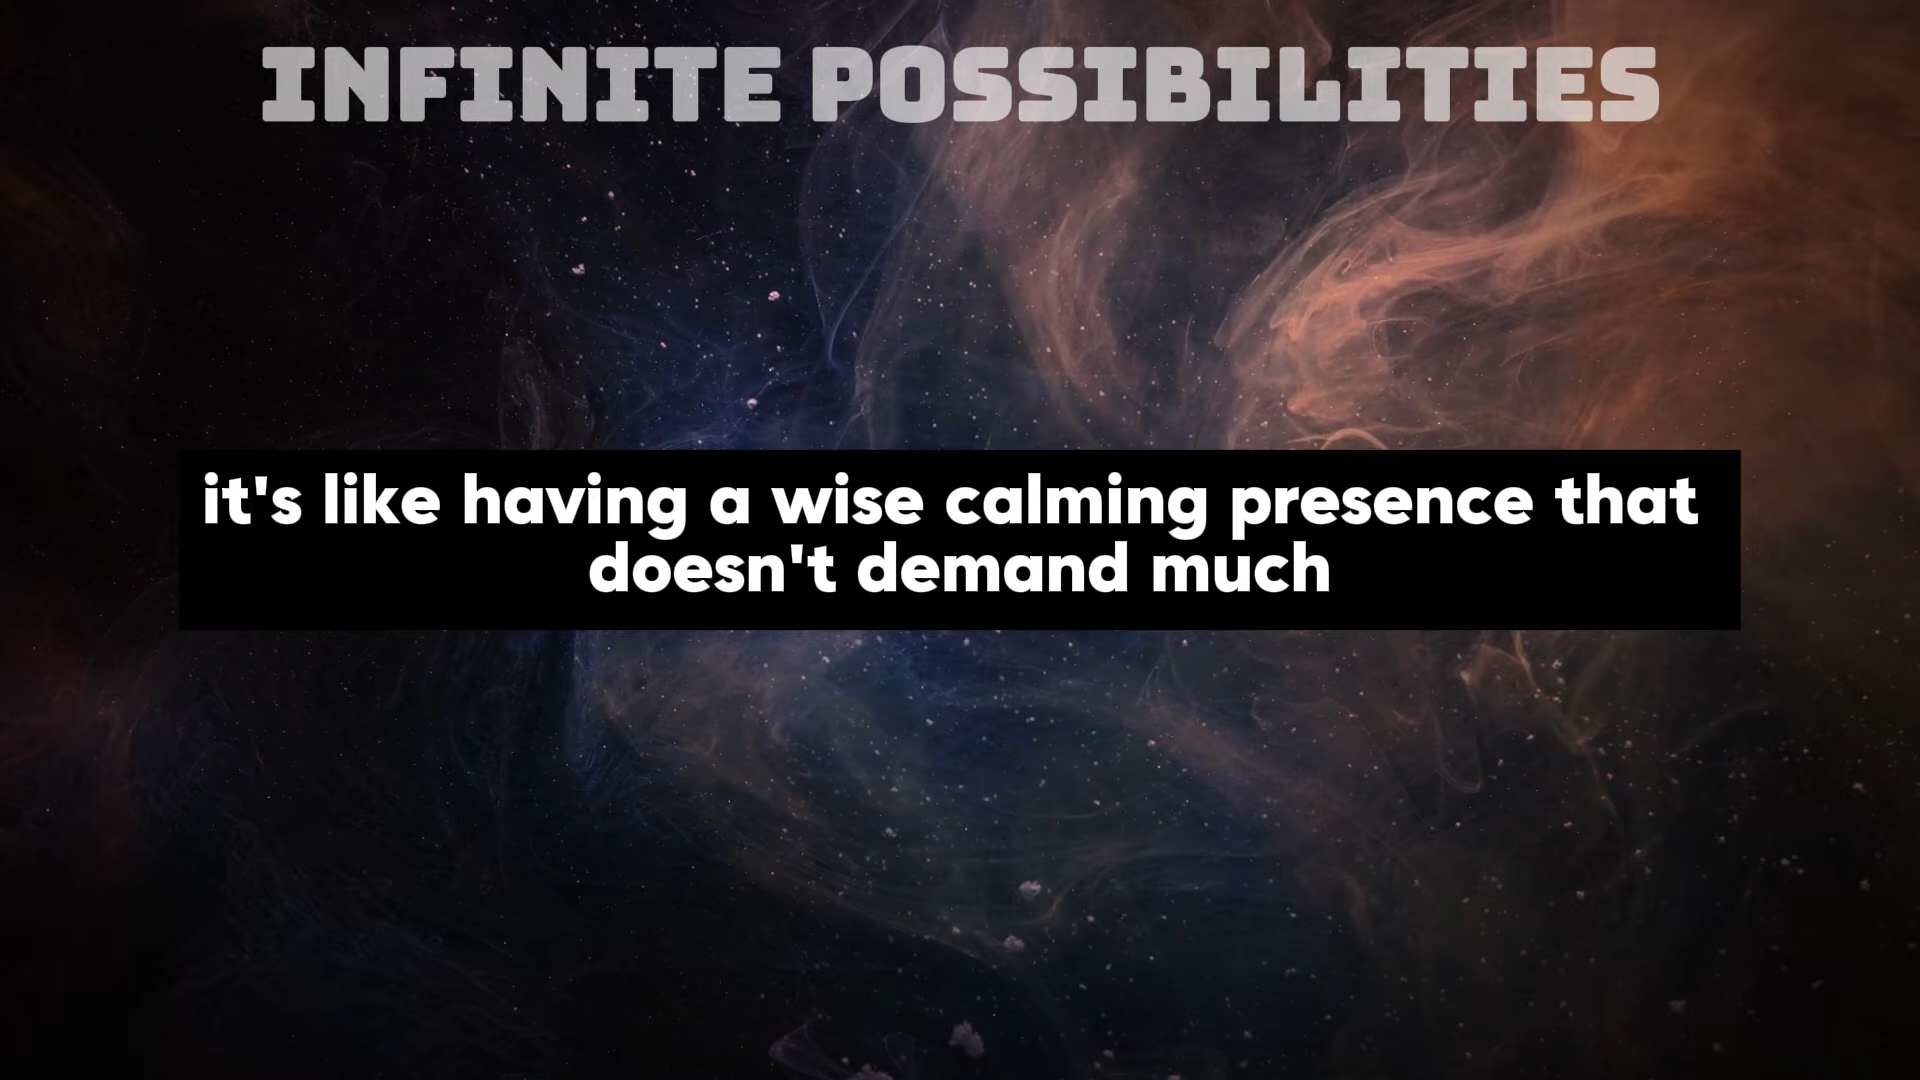 INFINITE POSSIBILITIES
it's like having a wise calming presence that
doesn't demand much